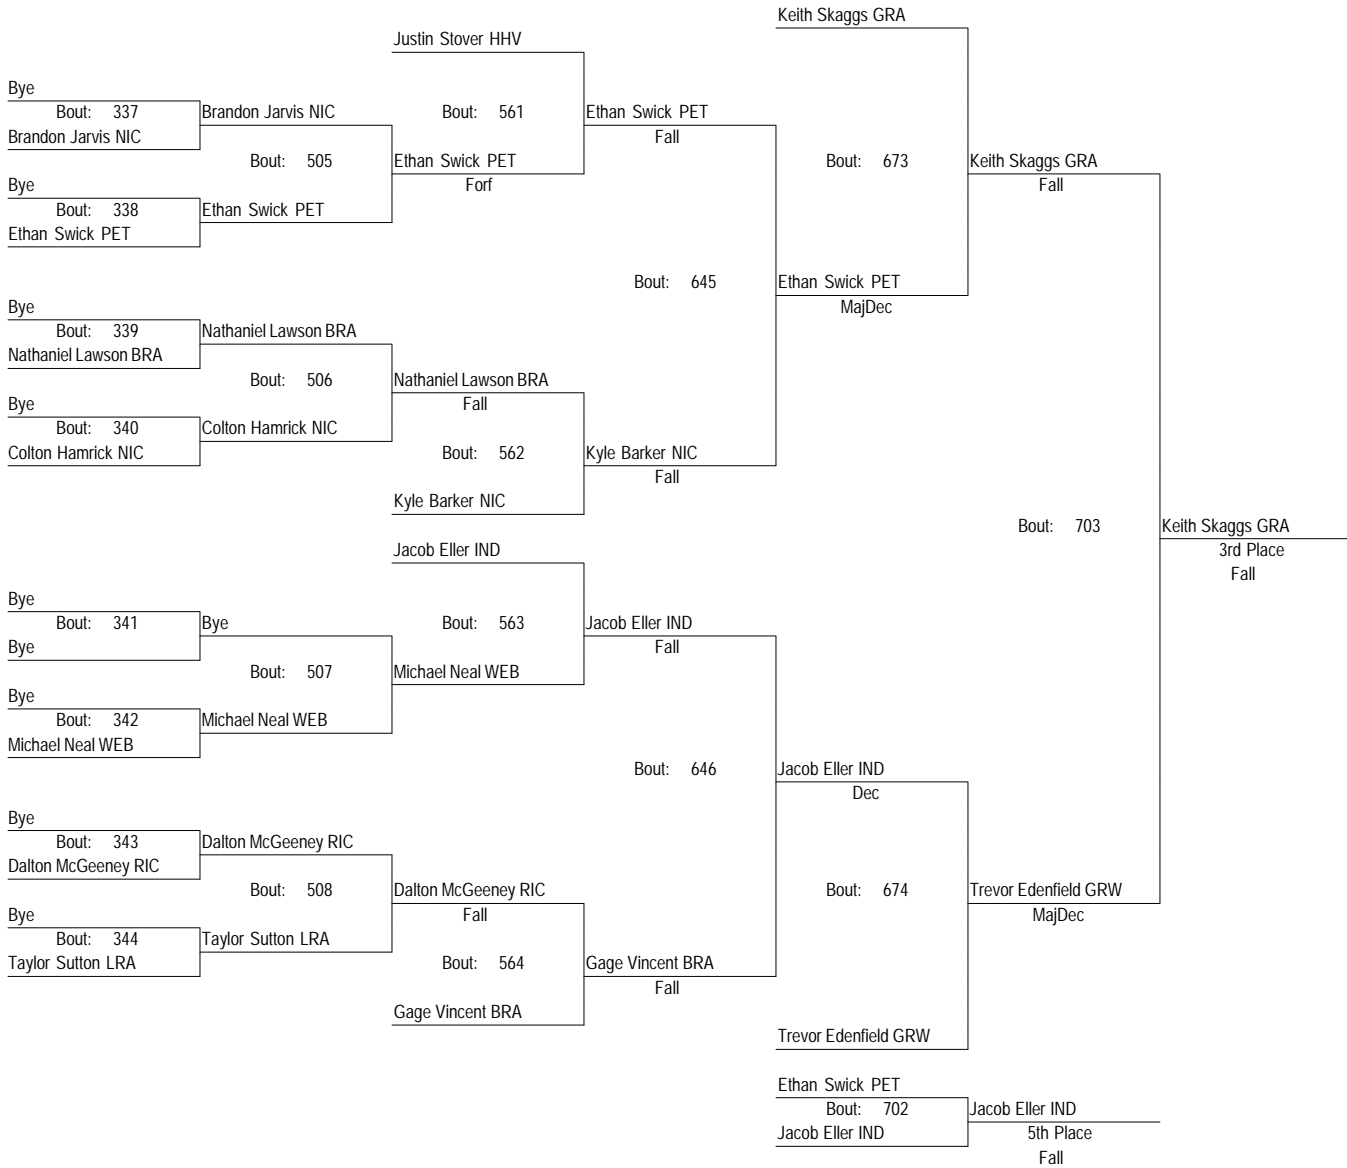 Keith Skaggs GRA
Justin Stover HHV
Bye
Bout: 337
Brandon Jarvis NIC
Brandon Jarvis NIC
Bout: 561
Ethan Swick PET
Fall
Bout: 505
Ethan Swick PET
Forf
Bout: 673
Keith Skaggs GRA
Fall
Bye
Bout: 338
Ethan Swick PET
Ethan Swick PET
Bout: 645
Ethan Swick PET
MajDec
Bye
Bout: 339
Nathaniel Lawson BRA
Nathaniel Lawson BRA
Bout: 506
Nathaniel Lawson BRA
Fall
Bye
Bout: 340
Colton Hamrick NIC
Colton Hamrick NIC
Bout: 562
Kyle Barker NIC
Fall
Kyle Barker NIC
Bout: 703
Keith Skaggs GRA
3rd Place
Fall
Jacob Eller IND
Bye
Bout: 341
Bye
Bye
Bout: 563
Jacob Eller IND
Fall
Bout: 507
Michael Neal WEB
Bye
Bout: 342
Michael Neal WEB
Michael Neal WEB
Bout: 646
Jacob Eller IND
Dec
Bye
Bout: 343
Dalton McGeeney RIC
Dalton McGeeney RIC
Bout: 508
Dalton McGeeney RIC
Fall
Bout: 674
Trevor Edenfield GRW
MajDec
Bye
Bout: 344
Taylor Sutton LRA
Taylor Sutton LRA
Bout: 564
Gage Vincent BRA
Fall
Gage Vincent BRA
Trevor Edenfield GRW
Ethan Swick PET
Bout: 702
Jacob Eller IND
Jacob Eller IND
5th Place
Fall